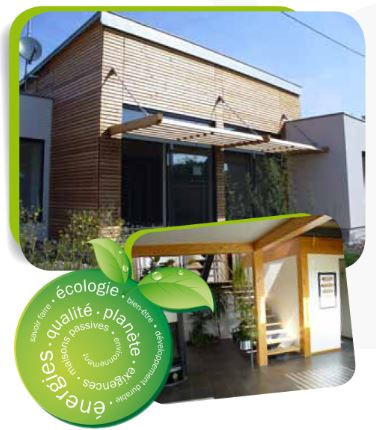 savoir faire • écologie • bien-être • développement durable •
énergies • qualité • planète • exigences •
maisons passives • environnement